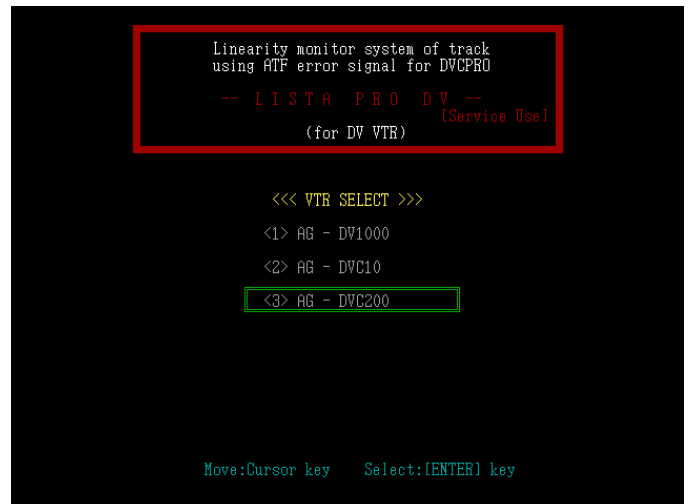 Linearity monitor system of track
using ATF error signal for DVCPRO
-- L I S T A   P R O   D V --
[Service Use]
(for DV VTR)
<<< VTR SELECT >>>
<1> AG - DV1000
<2> AG - DVC10
<3> AG - DVC200
Move:Cursor key    Select:[ENTER] key